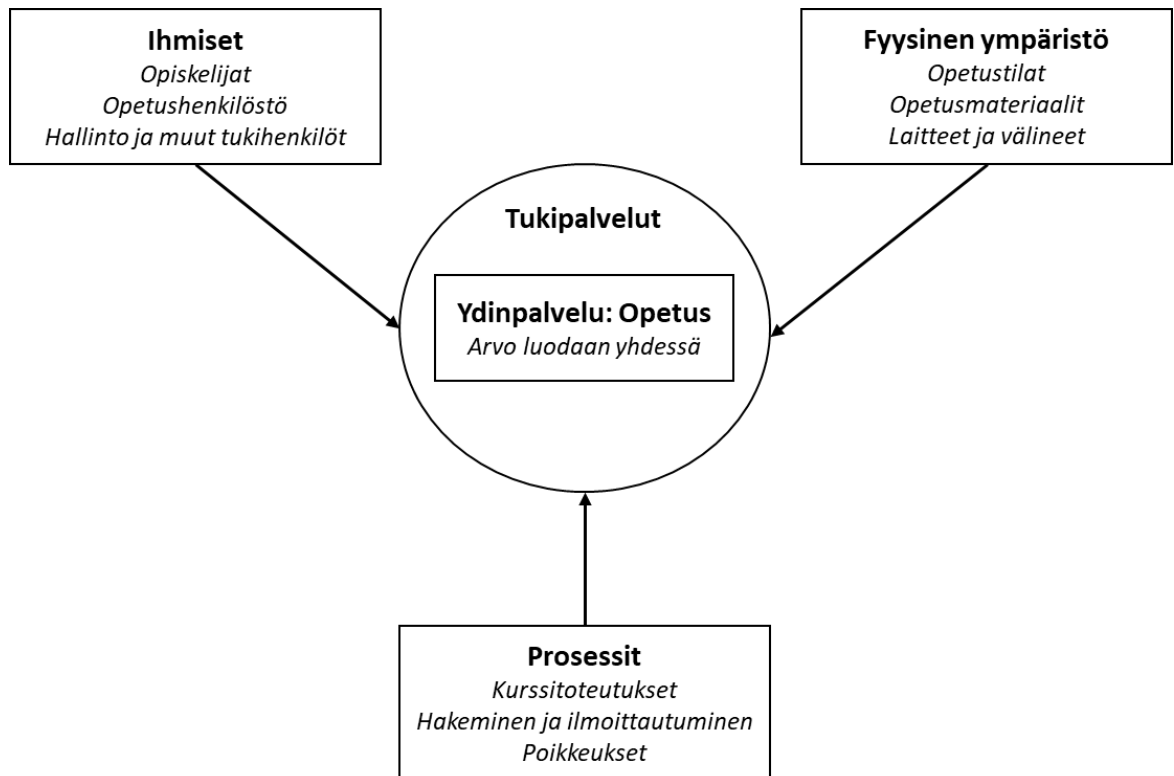 Ihmiset
Opiskelijat
Opetushenkilöstö
Hallinto ja muut tukihenkilöt
Fyysinen ympäristö
Opetustilat
Opetusmateriaalit
Laitteet ja välineet
Tukipalvelut
Ydinpalvelu: Opetus
Arvo luodaan yhdessä
Prosessit
Kurssitoteutukset
Hakeminen ja ilmoittautuminen
Poikkeukset